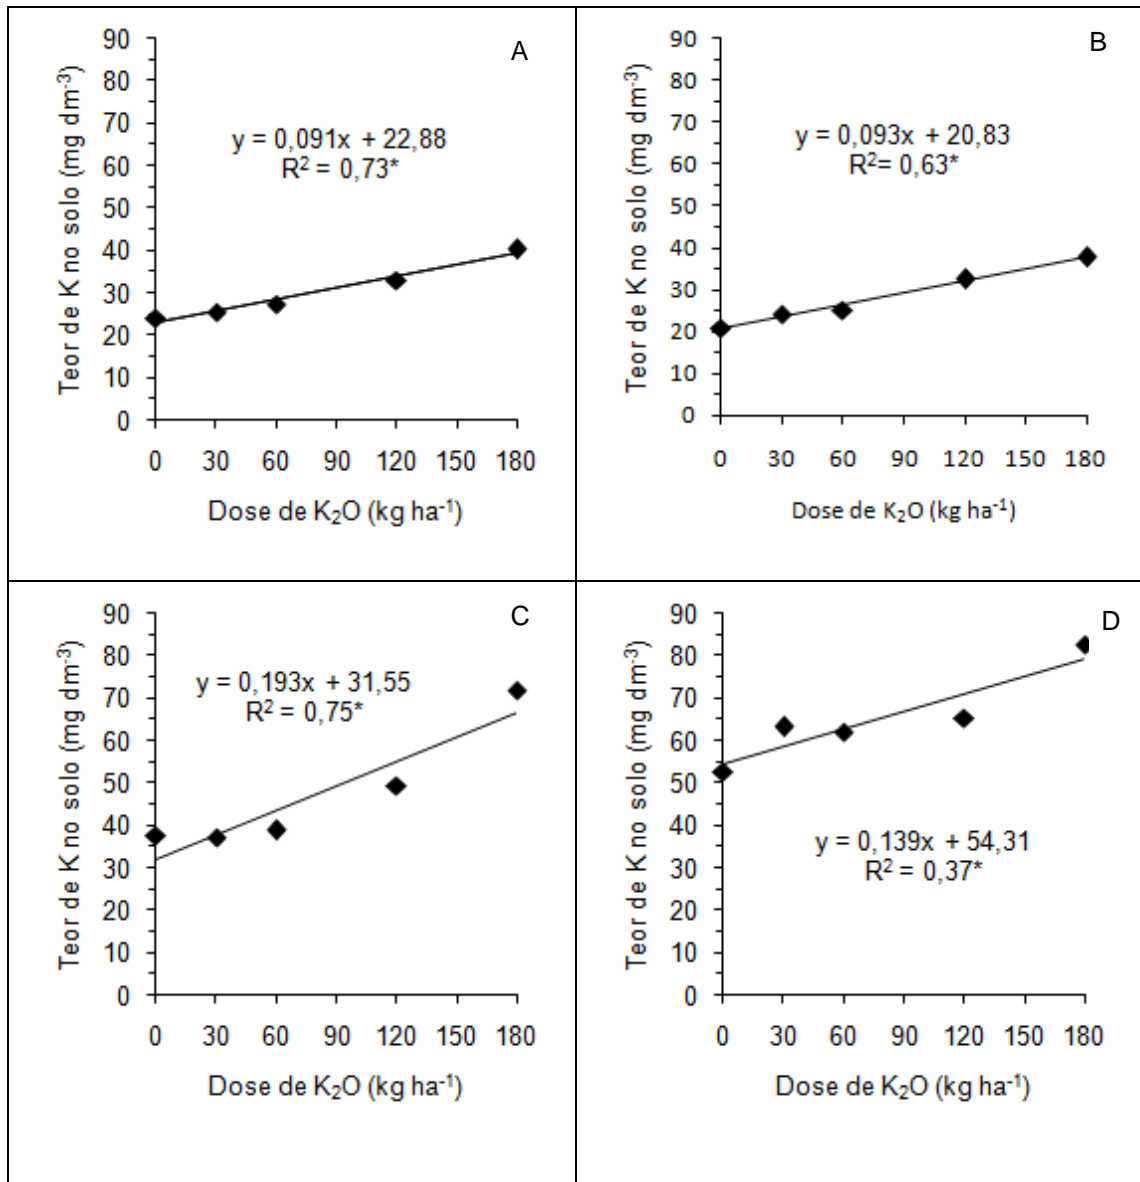 A
Teor de K no solo (mg dm⁻³)
90
80
70
60
50
40
30
20
10
0
y = 0,091x + 22,88
R² = 0,73*
0 30 60 90 120 150 180
Dose de K₂O (kg ha⁻¹)
B
Teor de K no solo (mg dm⁻³)
90
80
70
60
50
40
30
20
10
0
y = 0,093x + 20,83
R²= 0,63*
0 30 60 90 120 150 180
Dose de K₂O (kg ha⁻¹)
C
Teor de K no solo (mg dm⁻³)
90
80
70
60
50
40
30
20
10
0
y = 0,193x + 31,55
R² = 0,75*
0 30 60 90 120 150 180
Dose de K₂O (kg ha⁻¹)
D
Teor de K no solo (mg dm⁻³)
90
80
70
60
50
40
30
20
10
0
y = 0,139x + 54,31
R² = 0,37*
0 30 60 90 120 150 180
Dose de K₂O (kg ha⁻¹)